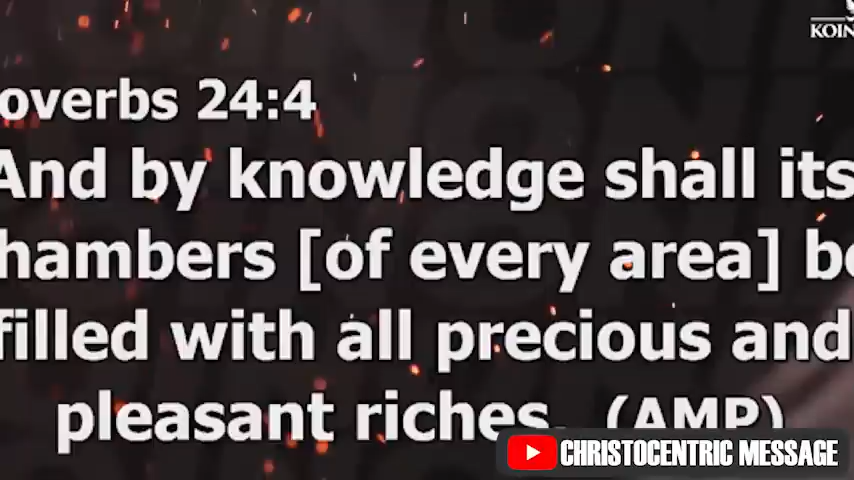 KOIN
overbs 24:4
And by knowledge shall its
hambers [of every area] be
filled with all precious and
pleasant riches. (AMP)
CHRISTOCENTRIC MESSAGE